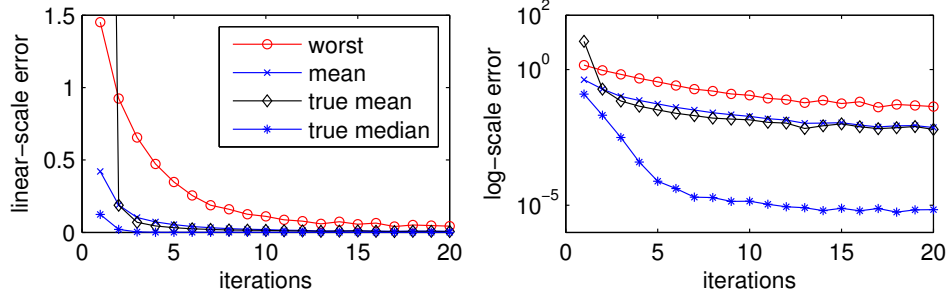 linear−scale error
1.5
1
0.5
0
0
5
10
15
20
iterations
worst
mean
true mean
true median
log−scale error
10^2
10^0
10^−5
0
5
10
15
20
iterations